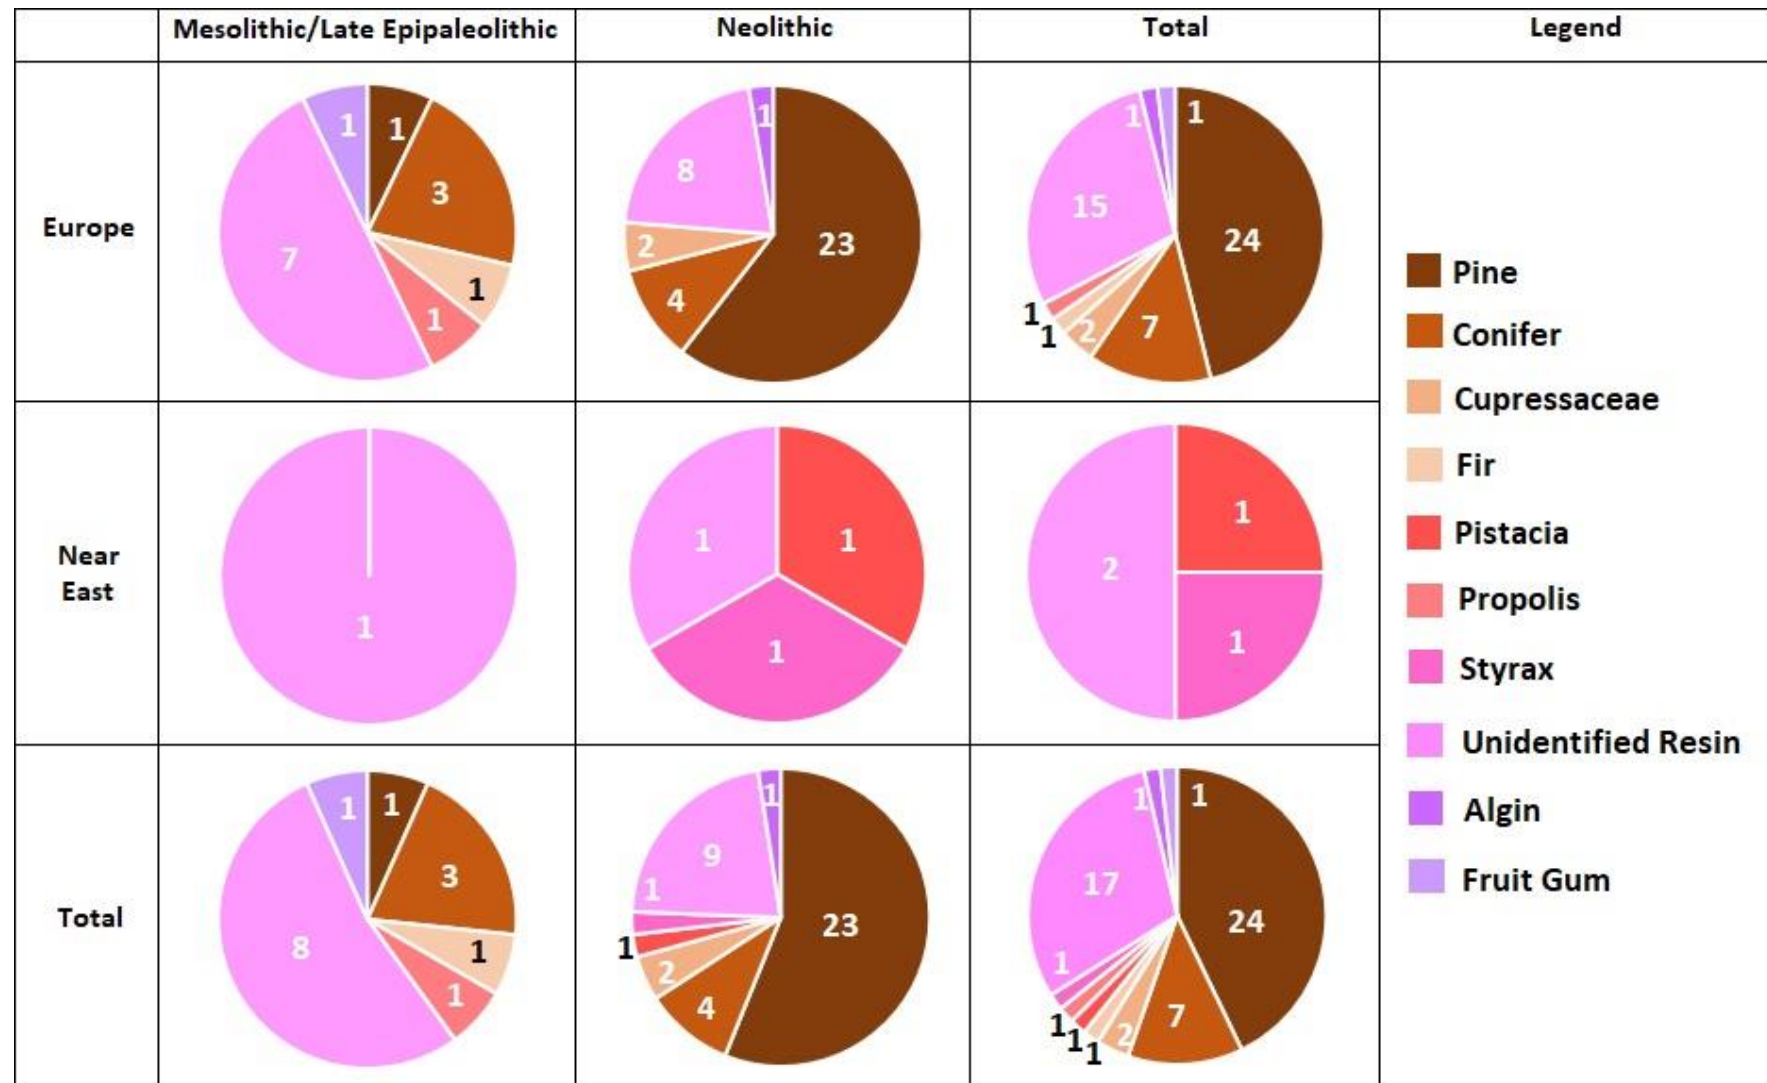 Mesolithic/Late Epipaleolithic Neolithic Total Legend
Europe
1 1 3 1 1 7
1 8 2 4 23
1 1 15 24 1 1 2 7
Near
East
1
1 1 1
2 1 1
Total
1 1 3 1 1 8
1 9 1 1 2 4 23
1 1 17 24 1 1 1 1 2 7
Pine
Conifer
Cupressaceae
Fir
Pistacia
Propolis
Styrax
Unidentified Resin
Algin
Fruit Gum